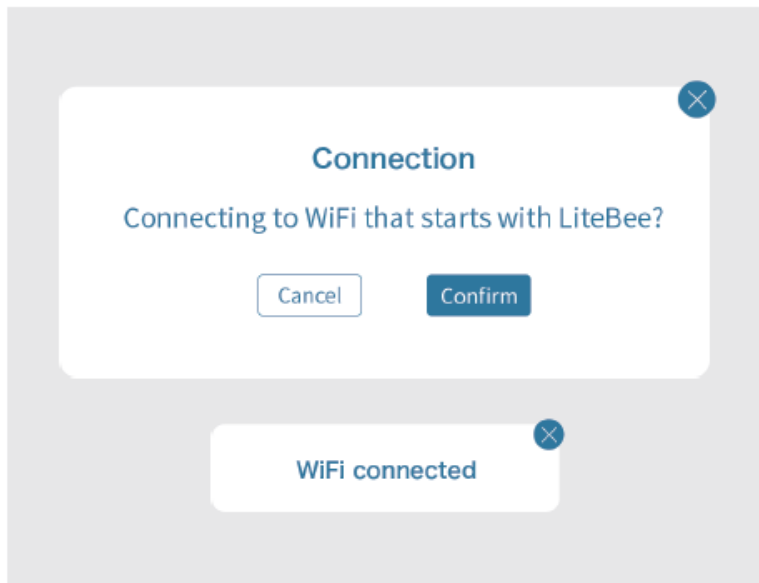 Connection
Connecting to WiFi that starts with LiteBee?
Cancel
Confirm
WiFi connected